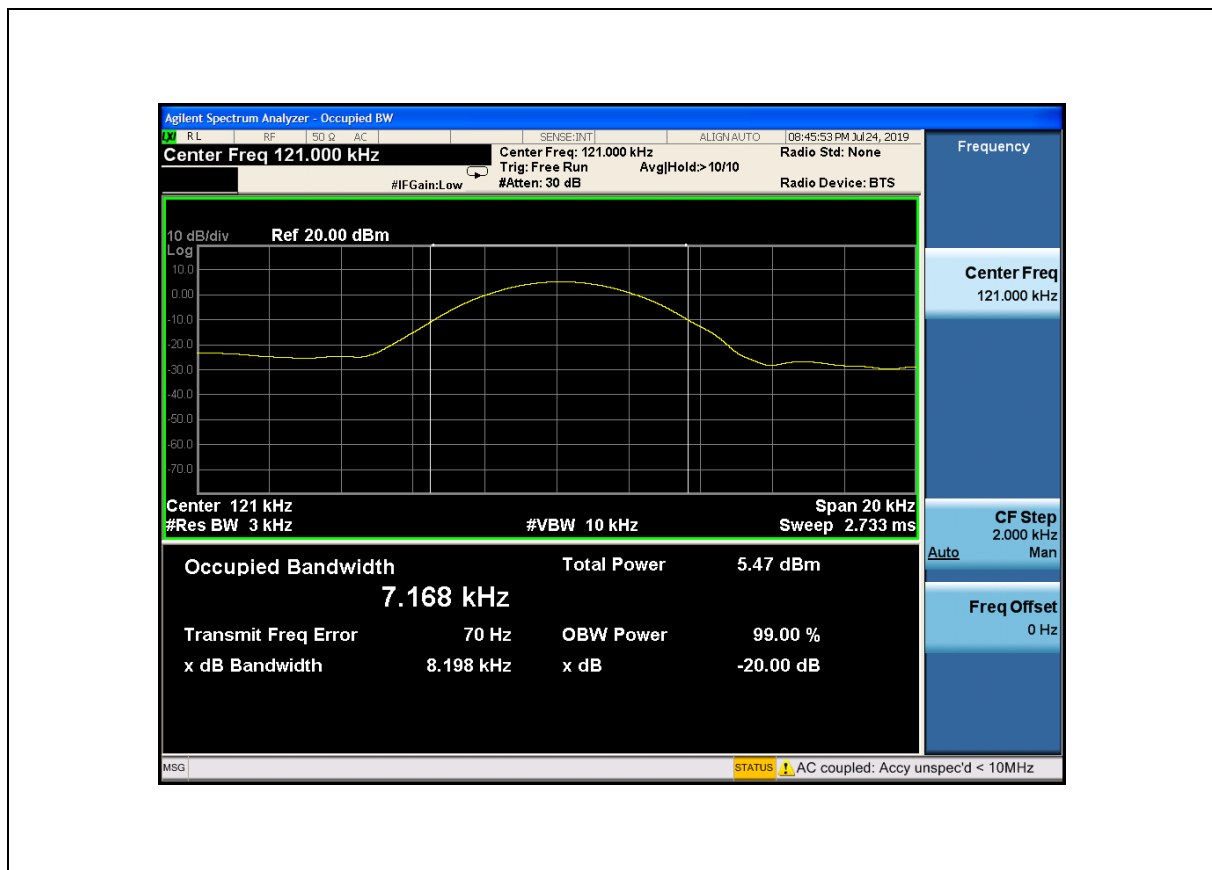 Agilent Spectrum Analyzer - Occupied BW
LXI RL RF 50 Ω AC SENSE:INT ALIGN AUTO 08:45:53 PM Jul 24, 2019
Center Freq 121.000 kHz Center Freq: 121.000 kHz Radio Std: None Frequency
Trig: Free Run Avg|Hold:> 10/10
#IFGain:Low #Atten: 30 dB Radio Device: BTS
10 dB/div Ref 20.00 dBm
Log
10.0
0.00
-10.0
-20.0
-30.0
-40.0
-50.0
-60.0
-70.0
Center 121 kHz Span 20 kHz
#Res BW 3 kHz #VBW 10 kHz Sweep 2.733 ms
Occupied Bandwidth Total Power 5.47 dBm
7.168 kHz
Transmit Freq Error 70 Hz OBW Power 99.00 %
x dB Bandwidth 8.198 kHz x dB -20.00 dB
Center Freq
121.000 kHz
CF Step
2.000 kHz
Auto Man
Freq Offset
0 Hz
MSG STATUS AC coupled: Accy unspec'd < 10MHz